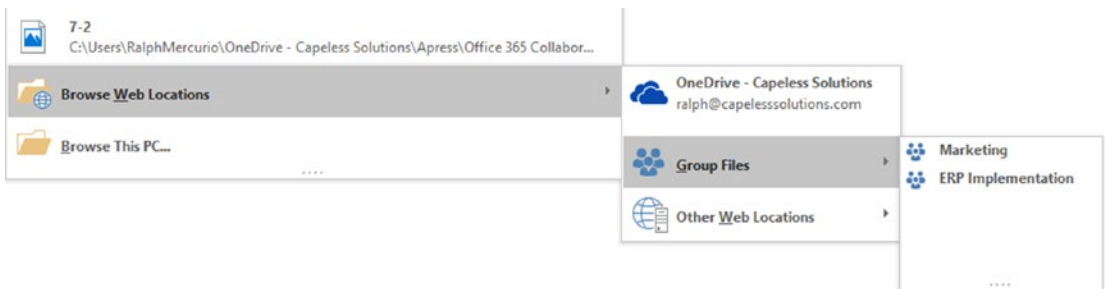 7-2
C:\Users\RalphMercurio\OneDrive - Capeless Solutions\Apress\Office 365 Collabor...
Browse Web Locations
Browse This PC...
OneDrive - Capeless Solutions
ralph@capelesssolutions.com
Group Files
Other Web Locations
Marketing
ERP Implementation